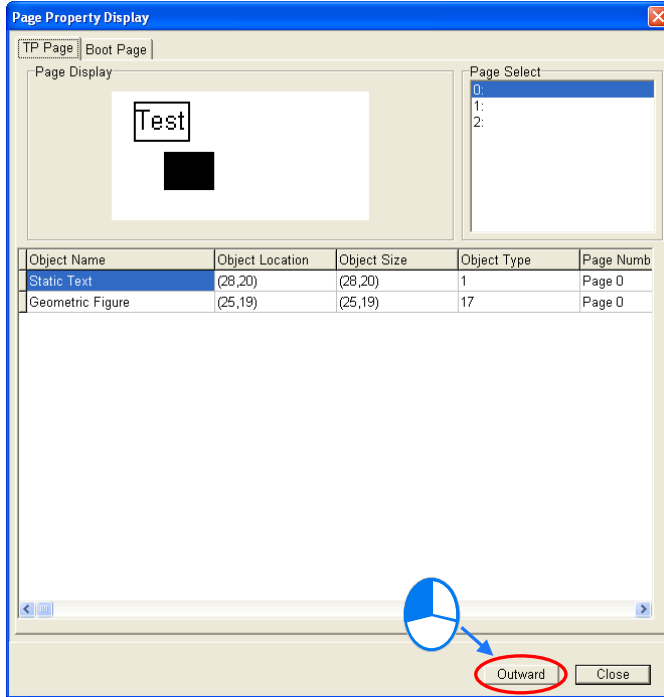 Page Property Display
TP Page Boot Page
Page Display
Page Select
Test
0:
1:
2:
Object Name Object Location Object Size Object Type Page Numb
Static Text (28,20) (28,20) 1 Page 0
Geometric Figure (25,19) (25,19) 17 Page 0
Outward Close